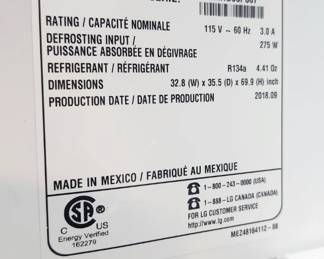 RATING / CAPACITÉ NOMINALE 115 V ~ 60 Hz 3.0 A
DEFROSTING INPUT /
PUISSANCE ABSORBÉE EN DÉGIVRAGE 275 W
REFRIGERANT / RÉFRIGÉRANT R134a 4.41 Oz
DIMENSIONS 32.8 (W) x 35.5 (D) x 69.9 (H) inch
PRODUCTION DATE / DATE DE PRODUCTION 2018.09
MADE IN MEXICO / FABRIQUÉ AU MEXIQUE
1-800-243-0000 (USA)
1-888-LG CANADA (CANADA)
FOR LG CUSTOMER SERVICE
http://www.lg.com
SA
C US
Energy Verified
162279
MEZ48164112-88